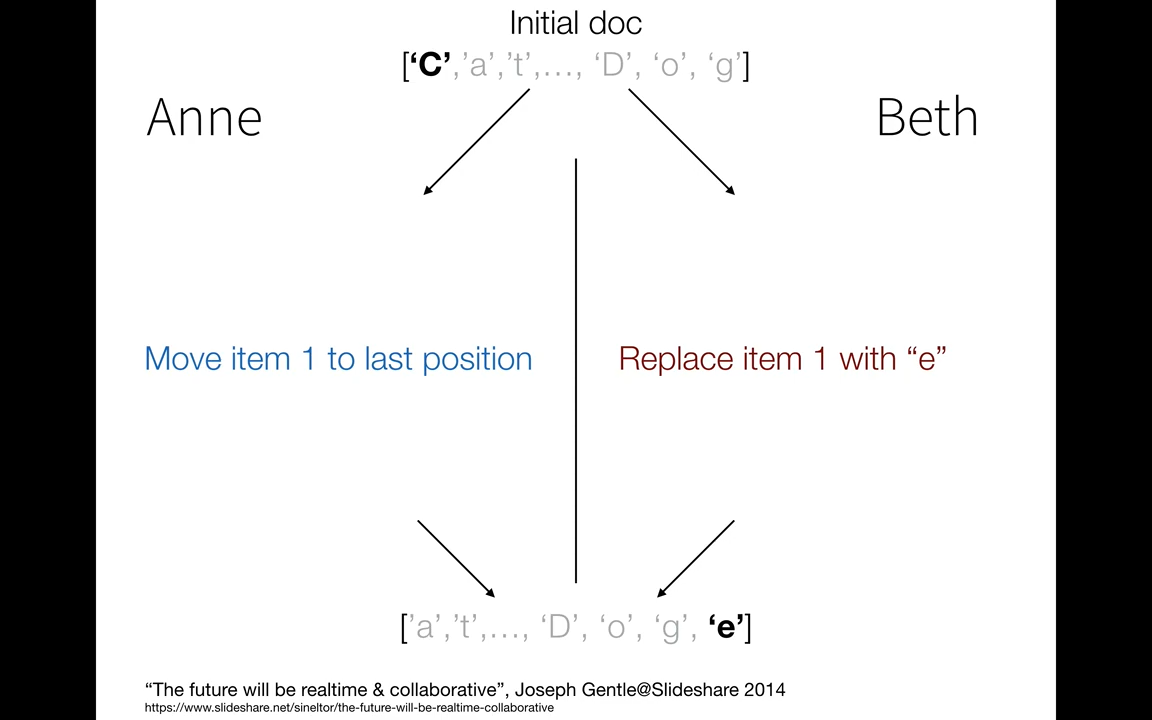 Initial doc
[‘C’,’a’,’t’,…, ‘D’, ‘o’, ‘g’]
Anne
Beth
Move item 1 to last position
Replace item 1 with “e”
[’a’,’t’,…, ‘D’, ‘o’, ‘g’, ‘e’]
“The future will be realtime & collaborative”, Joseph Gentle@Slideshare 2014
https://www.slideshare.net/sineltor/the-future-will-be-realtime-collaborative